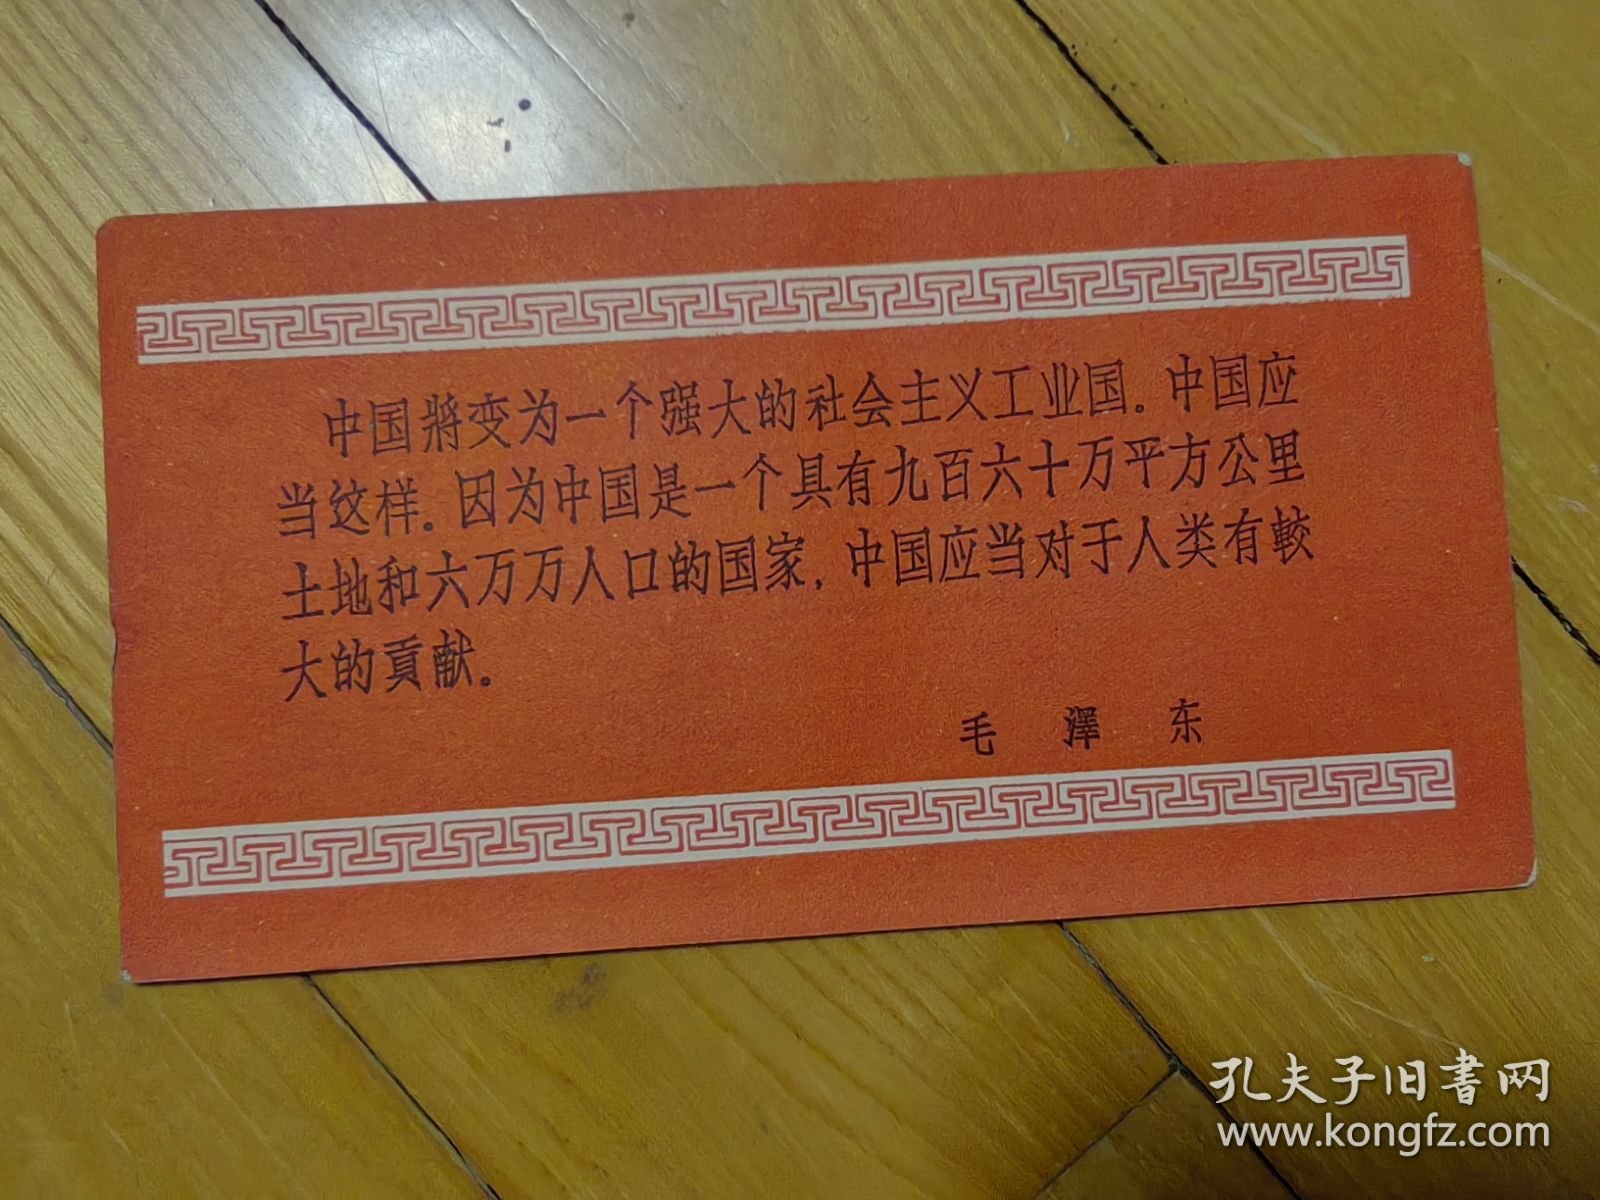 中国將变为一个强大的社会主义工业国。中国应
当这样。因为中国是一个具有九百六十万平方公里
土地和六万万人口的国家，中国应当对于人类有較
大的貢献。
毛 澤 东
孔夫子旧書网
www.kongfz.com